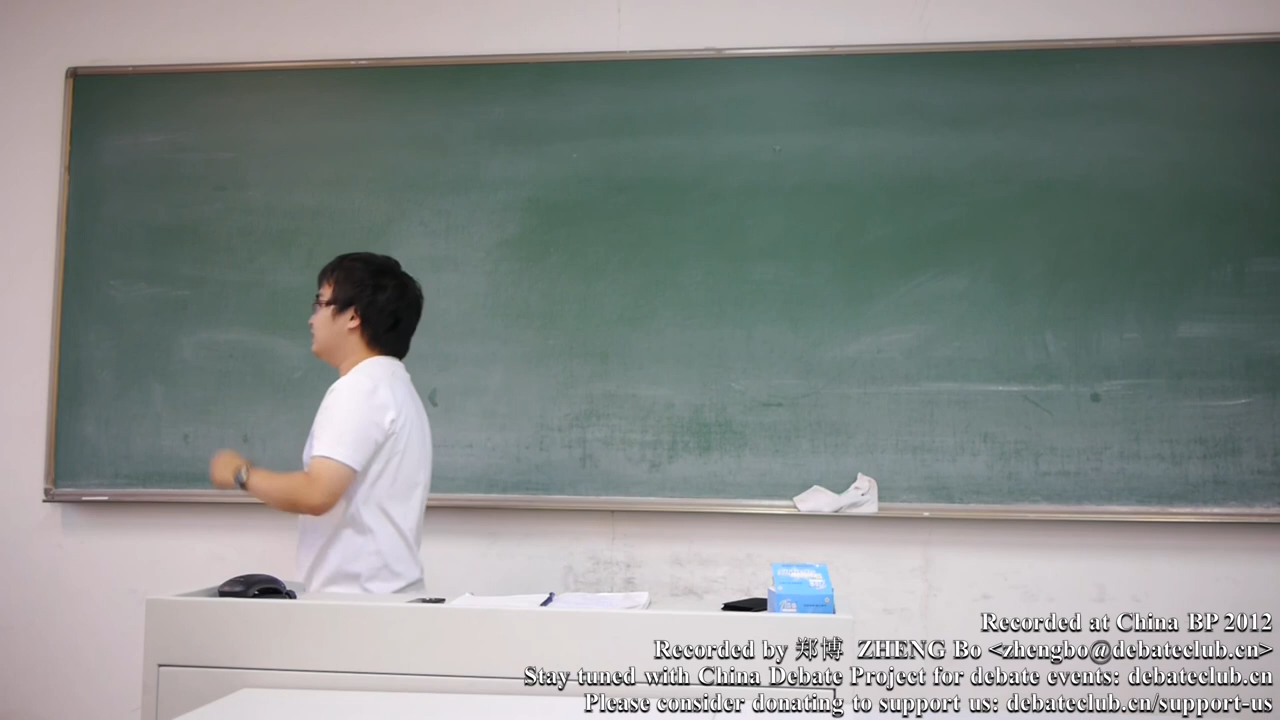 Recorded at China BP 2012
Recorded by 郑博 ZHENG Bo <zhengbo@debateclub.cn>
Stay tuned with China Debate Project for debate events: debateclub.cn
Please consider donating to support us: debateclub.cn/support-us